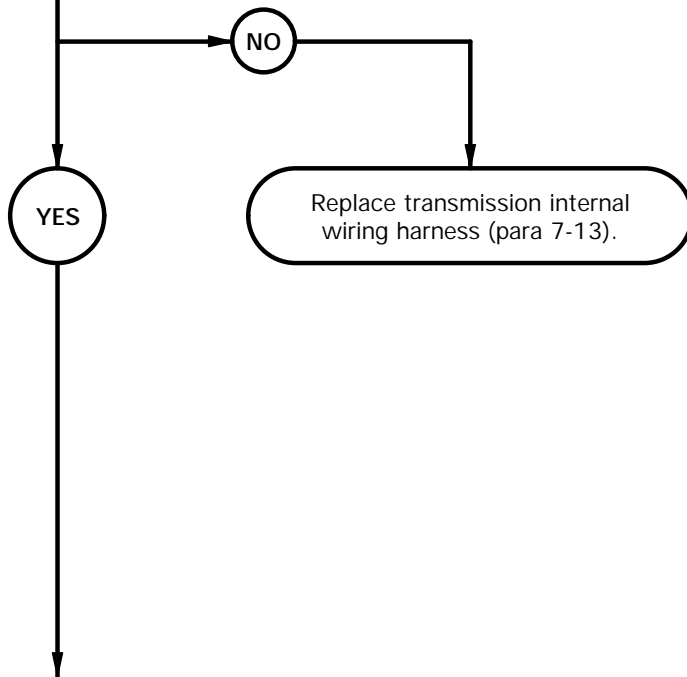 NO
YES
Replace transmission internal
wiring harness (para 7-13).